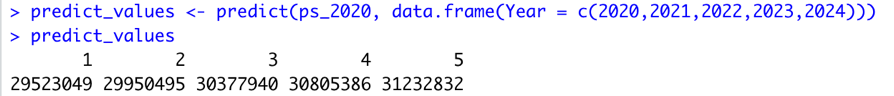 > predict_values <- predict(ps_2020, data.frame(Year = c(2020,2021,2022,2023,2024)))
> predict_values
       1        2        3        4        5
29523049 29950495 30377940 30805386 31232832